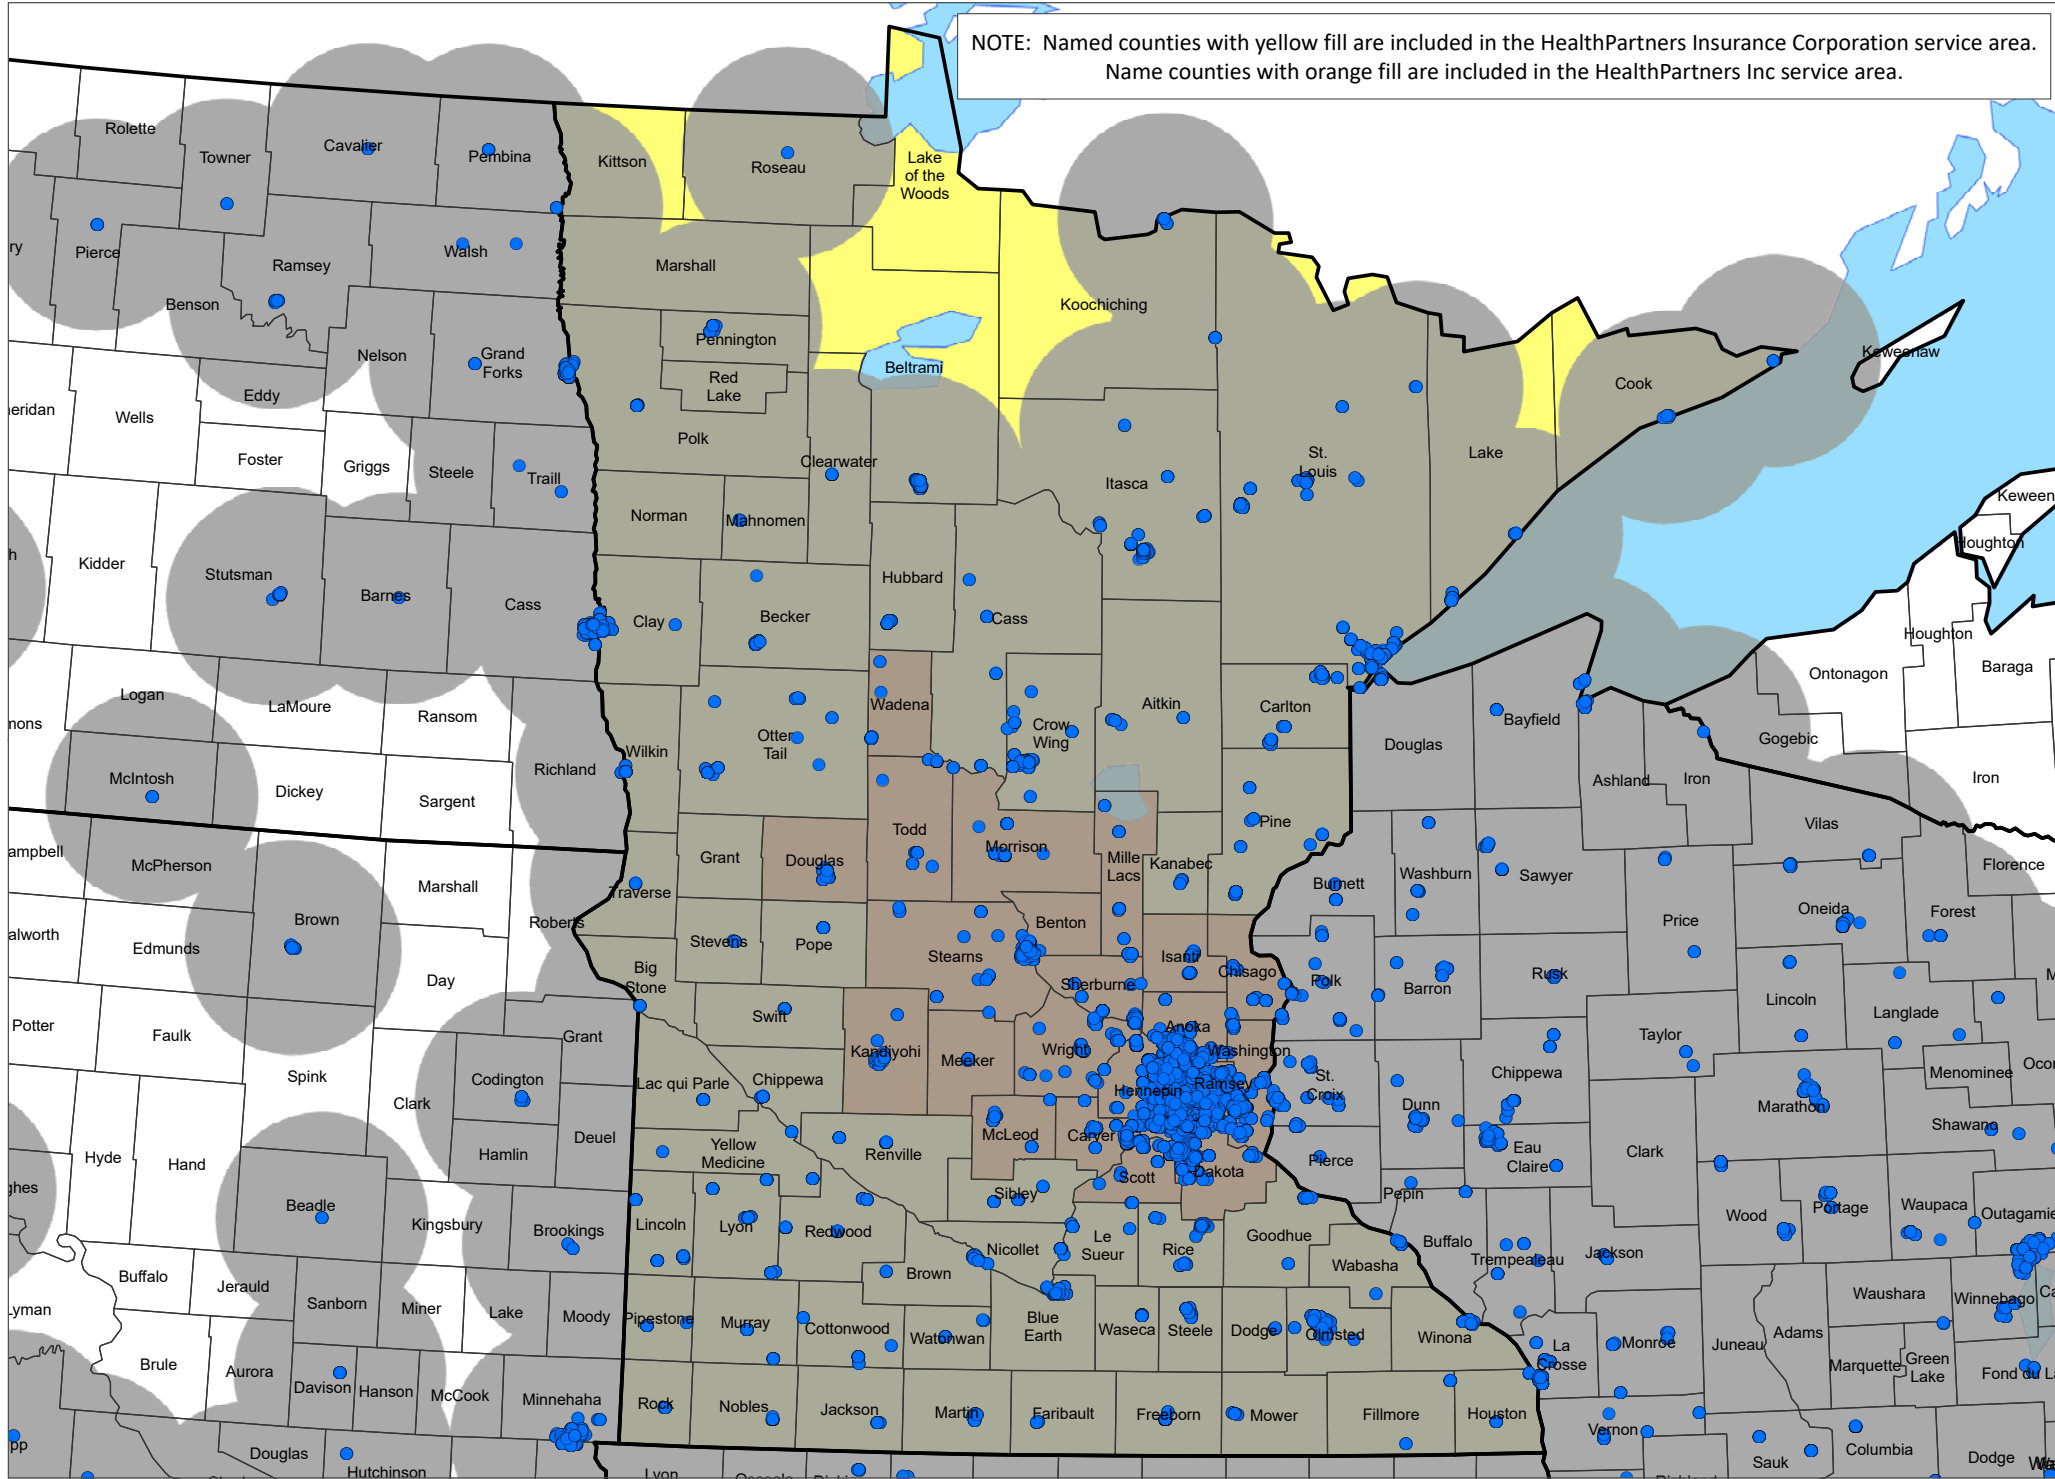 NOTE: Named counties with yellow fill are included in the HealthPartners Insurance Corporation service area.
Name counties with orange fill are included in the HealthPartners Inc service area.
Rolette
Towner
Cavalier
Pembina
Kittson
Roseau
Lake
of the
Woods
ry
Pierce
Benson
Ramsey
Walsh
Marshall
Koochiching
Nelson
Grand
Forks
Pennington
Red
Lake
Beltrami
Cook
Keweenaw
eridan
Wells
Eddy
Foster
Griggs
Steele
Traill
Polk
Clearwater
Itasca
St.
Louis
Lake
Keween
Houghton
h
Kidder
Stutsman
Barnes
Cass
Norman
Mahnomen
Clay
Becker
Hubbard
Cass
Houghton
Baraga
Ontonagon
mons
Logan
LaMoure
Ransom
Richland
Wilkin
Otter
Tail
Wadena
Crow
Wing
Aitkin
Carlton
Douglas
Bayfield
Ashland
Iron
Gogebic
Iron
McIntosh
Dickey
Sargent
ampbell
McPherson
Marshall
Brown
Roberts
Traverse
Grant
Douglas
Todd
Morrison
Mille
Lacs
Kanabec
Pine
Burnett
Washburn
Sawyer
Vilas
Florence
alworth
Edmunds
Day
Big
Stone
Stevens
Pope
Stearns
Benton
Sherburne
Isanti
Chisago
Polk
Barron
Rusk
Price
Oneida
Forest
M
Potter
Faulk
Spink
Grant
Codington
Clark
Swift
Kandiyohi
Meeker
Wright
Anoka
Washington
Hennepin
Ramsey
St.
Croix
Dunn
Chippewa
Taylor
Lincoln
Langlade
Menominee
Oco
Lac qui Parle
Chippewa
Hyde
Hand
Hamlin
Deuel
Yellow
Medicine
Renville
McLeod
Carver
Scott
Dakota
Pierce
Pepin
Eau
Claire
Clark
Marathon
Shawano
ghes
Beadle
Kingsbury
Brookings
Lincoln
Lyon
Redwood
Sibley
Nicollet
Le
Sueur
Rice
Goodhue
Wabasha
Buffalo
Trempealeau
Jackson
Wood
Portage
Waupaca
Outagamie
Buffalo
Jerauld
Sanborn
Miner
Lake
Moody
Pipestone
Murray
Cottonwood
Brown
Watonwan
Blue
Earth
Waseca
Steele
Dodge
Olmsted
Winona
La
Crosse
Monroe
Juneau
Adams
Waushara
Winnebago
Ca
Lyman
Brule
Aurora
Davison
Hanson
McCook
Minnehaha
Rock
Nobles
Jackson
Martin
Faribault
Freeborn
Mower
Fillmore
Houston
Vernon
Marquette
Green
Lake
Fond du La
pp
Douglas
Hutchinson
Lyon
Sauk
Columbia
Dodge